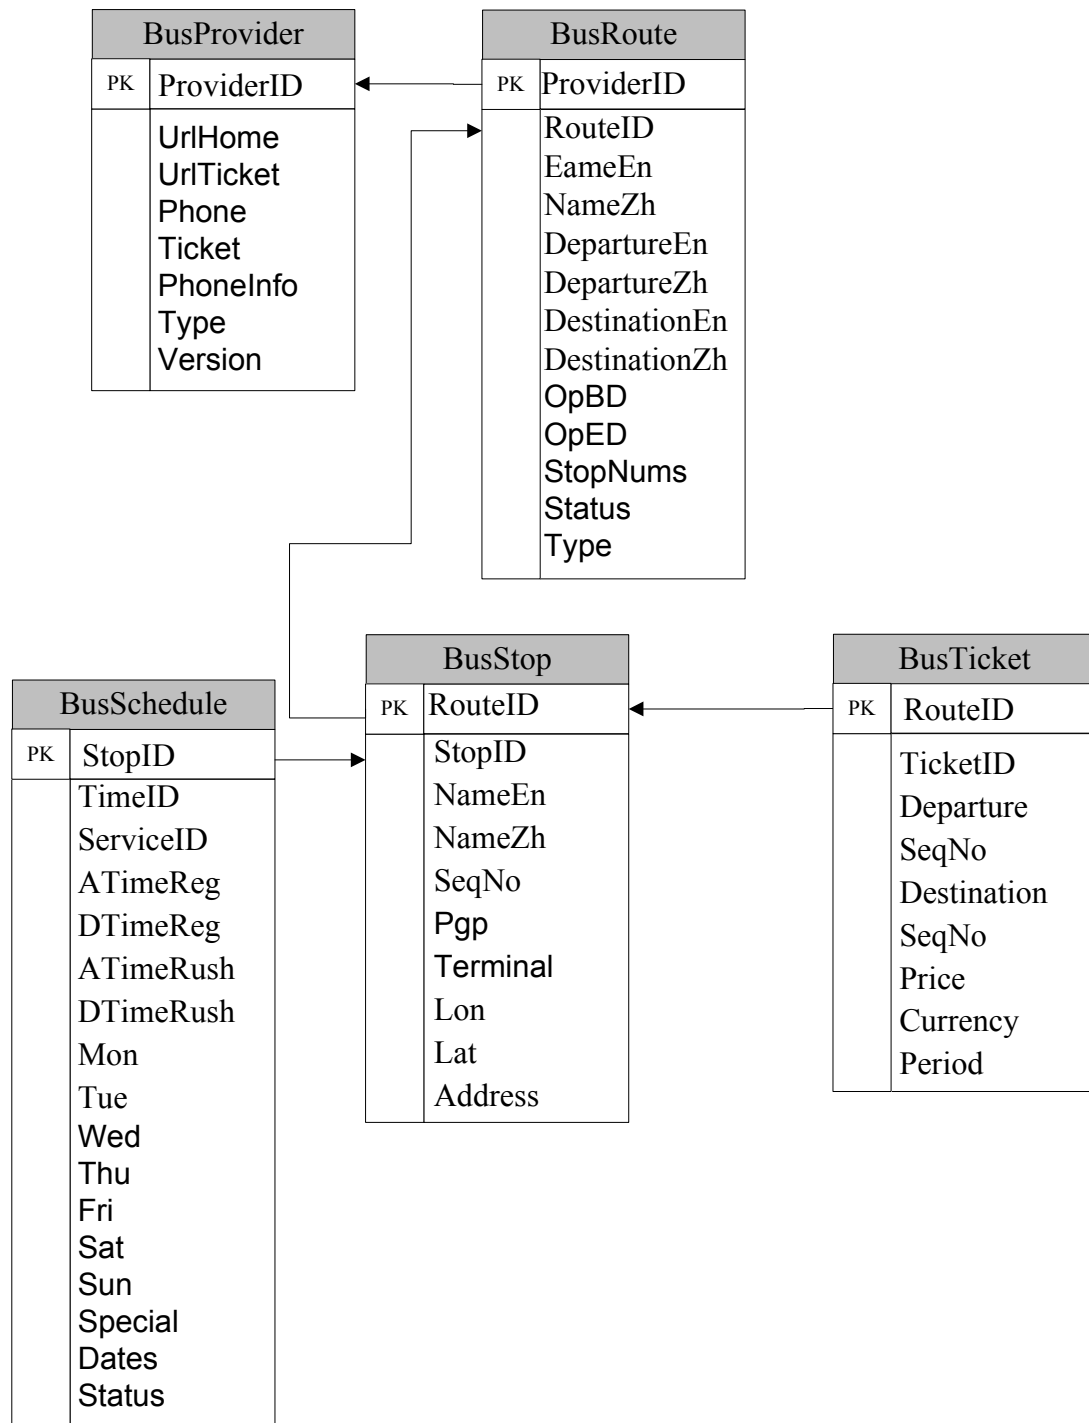 BusProvider
PK ProviderID
UrlHome
UrlTicket
Phone
Ticket
PhoneInfo
Type
Version
BusRoute
PK ProviderID
RouteID
EameEn
NameZh
DepartureEn
DepartureZh
DestinationEn
DestinationZh
OpBD
OpED
StopNums
Status
Type
BusSchedule
PK StopID
TimeID
ServiceID
ATimeReg
DTimeReg
ATimeRush
DTimeRush
Mon
Tue
Wed
Thu
Fri
Sat
Sun
Special
Dates
Status
BusStop
PK RouteID
StopID
NameEn
NameZh
SeqNo
Pgp
Terminal
Lon
Lat
Address
BusTicket
PK RouteID
TicketID
Departure
SeqNo
Destination
SeqNo
Price
Currency
Period